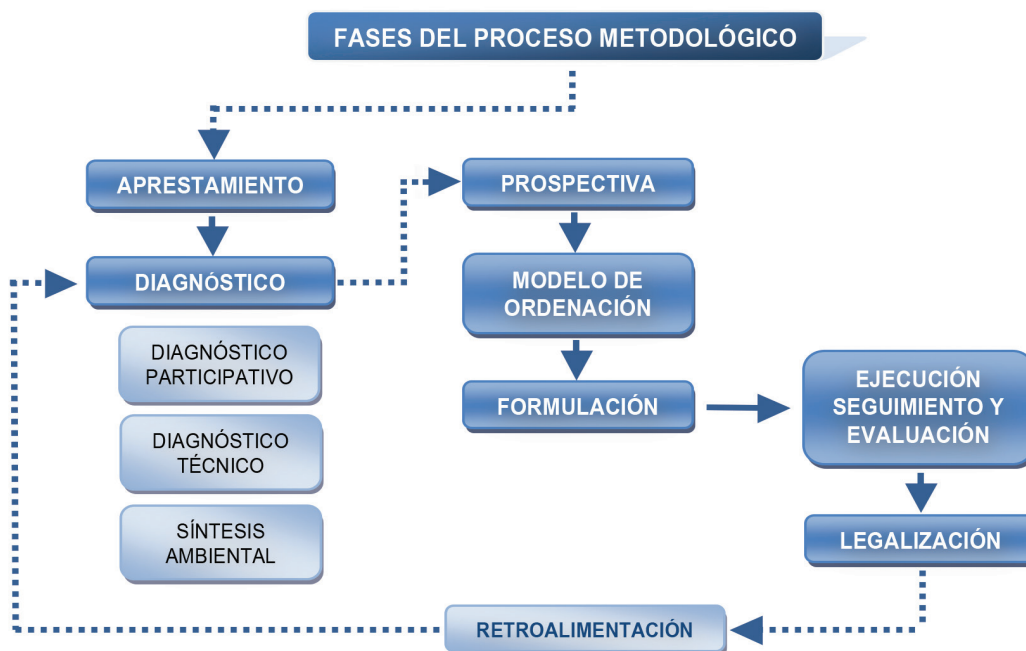 FASES DEL PROCESO METODOLÓGICO
APRESTAMIENTO
DIAGNÓSTICO
DIAGNÓSTICO
PARTICIPATIVO
DIAGNÓSTICO
TÉCNICO
SÍNTESIS
AMBIENTAL
PROSPECTIVA
MODELO DE
ORDENACIÓN
FORMULACIÓN
EJECUCIÓN
SEGUIMIENTO Y
EVALUACIÓN
LEGALIZACIÓN
RETROALIMENTACIÓN